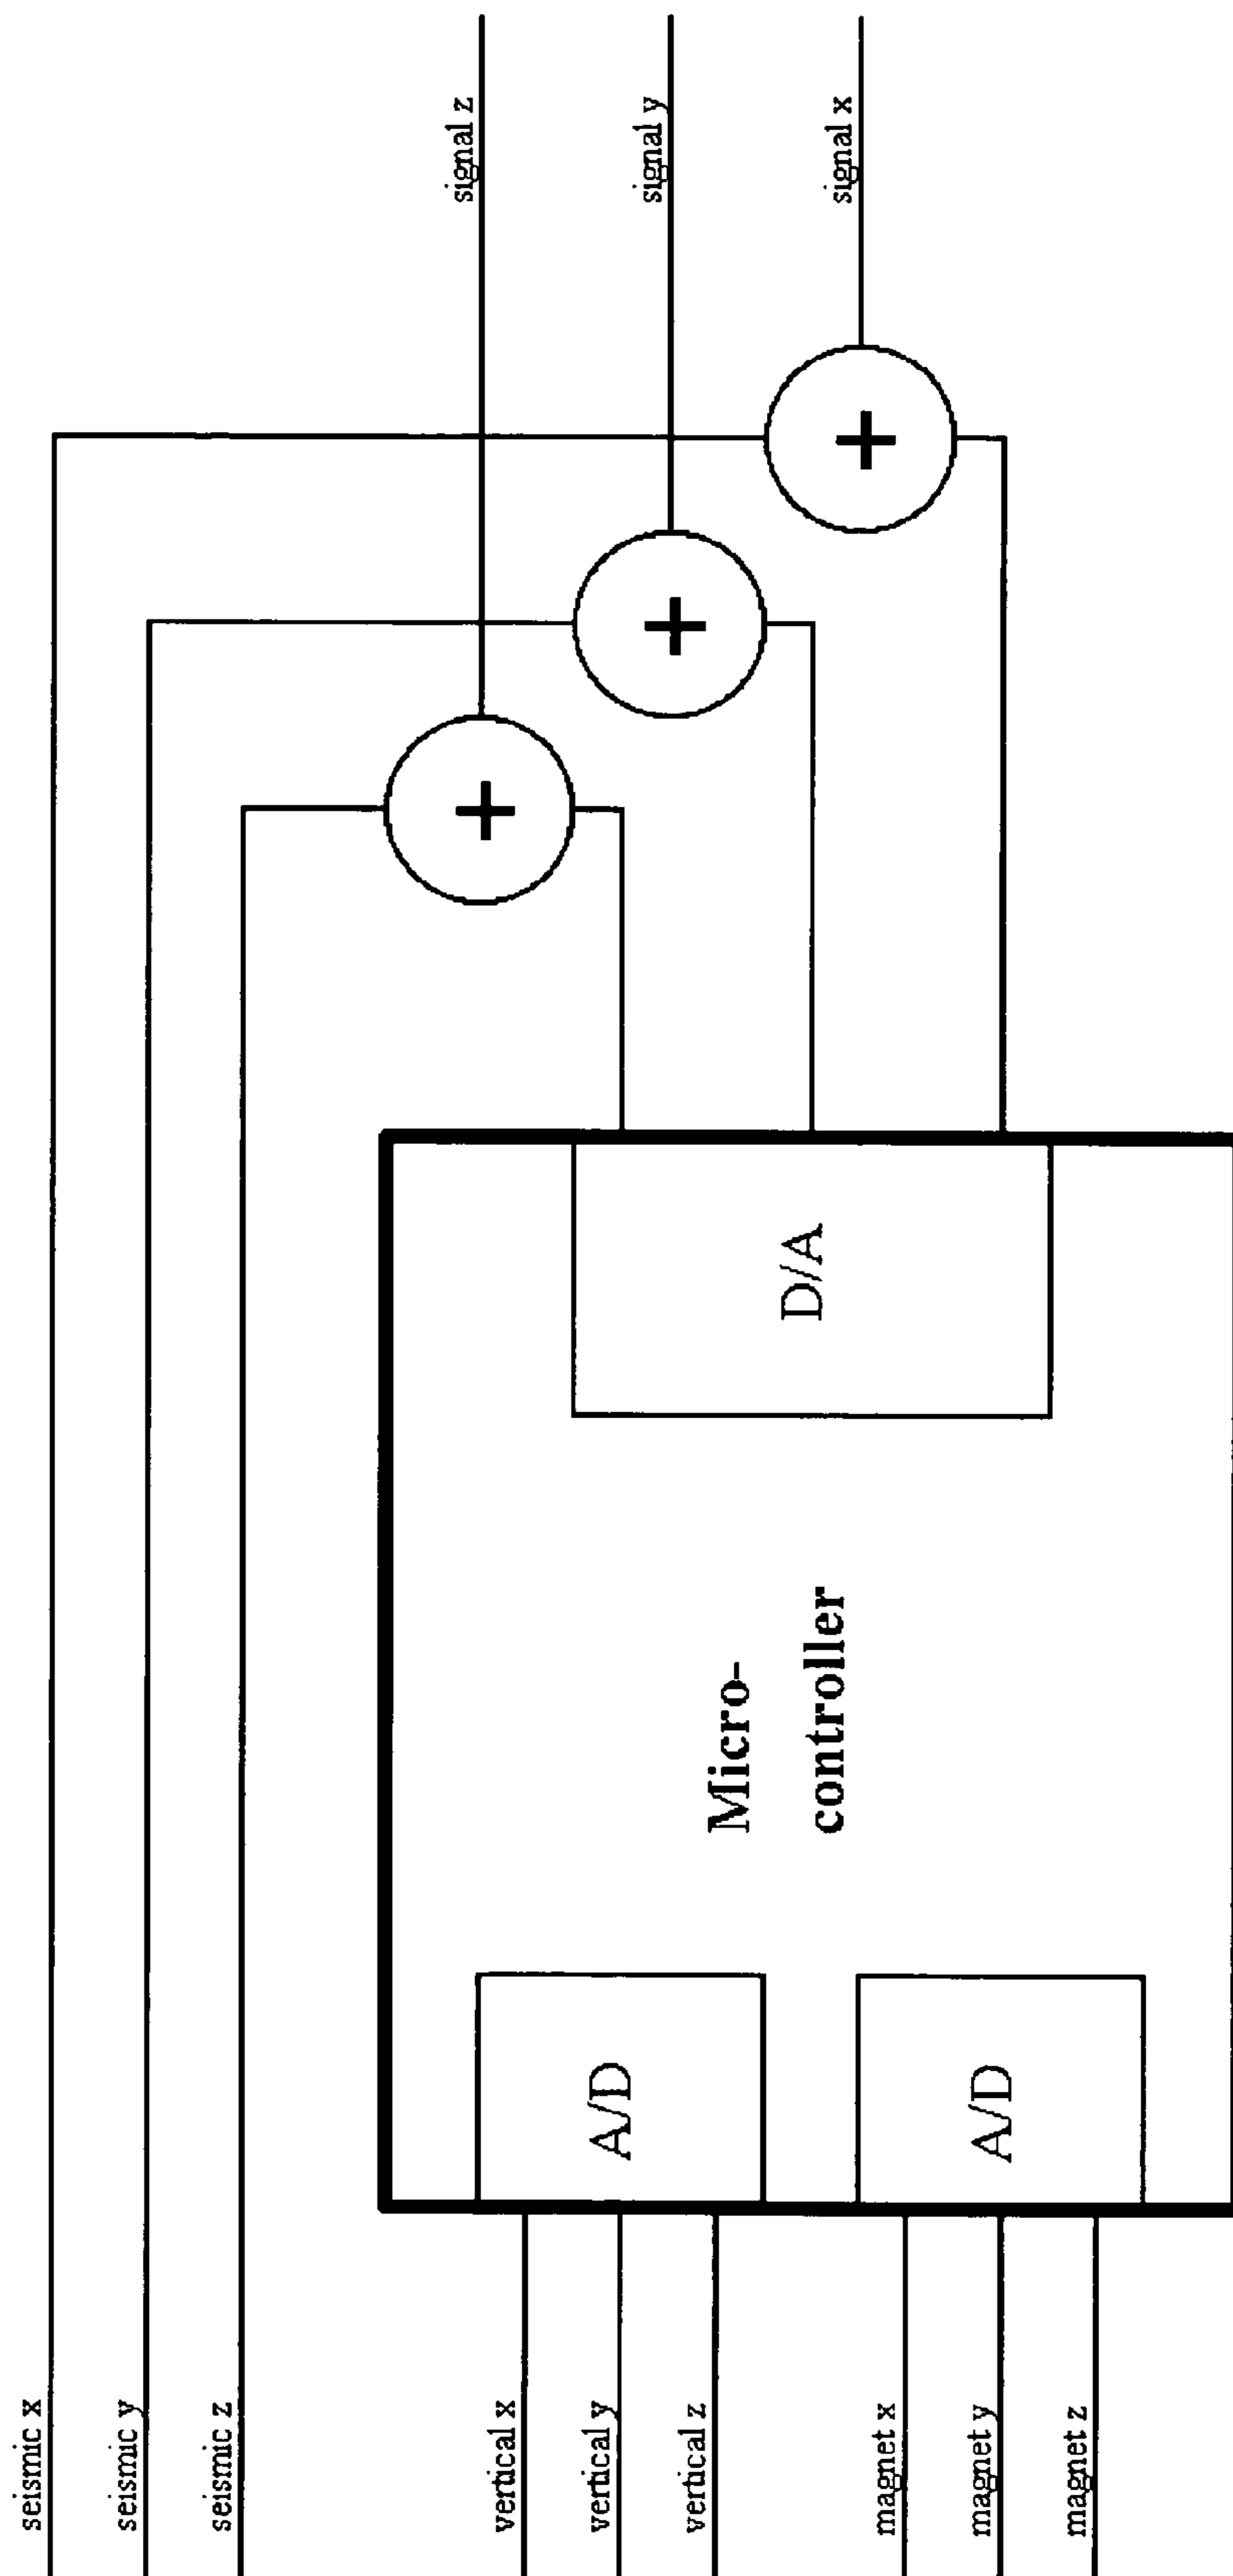 seismic x
seismic y
seismic z
vertical x
vertical y
vertical z
magnet x
magnet y
magnet z
A/D
A/D
Micro-
controller
D/A
+
+
+
signal z
signal y
signal x